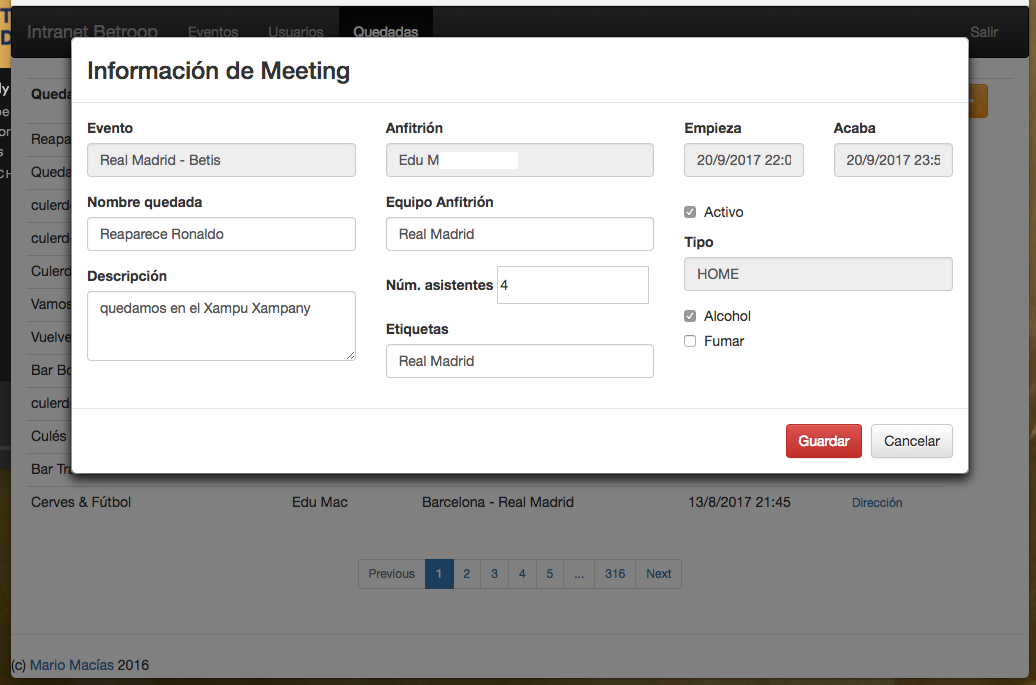 Intranet Betroop Eventos Usuarios Quedadas Salir
Información de Meeting
Evento Anfitrión Empieza Acaba
Real Madrid - Betis Edu M 20/9/2017 22:0 20/9/2017 23:5
Nombre quedada Equipo Anfitrión Activo
Reaparece Ronaldo Real Madrid Tipo
Descripción Núm. asistentes 4 HOME
quedamos en el Xampu Xampany Etiquetas Alcohol
Real Madrid Fumar
Guardar Cancelar
Queda
Reapa
Queda
culerd
culerd
Culerd
Vamos
Vuelve
Bar Bo
culerd
Culés
Bar Tra
Cerves & Fútbol Edu Mac Barcelona - Real Madrid 13/8/2017 21:45 Dirección
Previous 1 2 3 4 5 ... 316 Next
(c) Mario Macías 2016